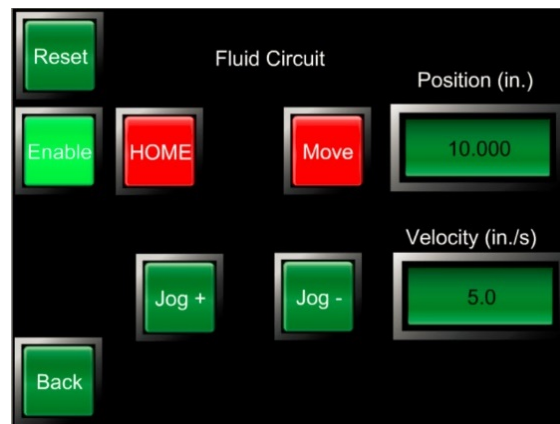 Reset
Fluid Circuit
Position (in.)
Enable
HOME
Move
10.000
Velocity (in./s)
Jog +
Jog -
5.0
Back